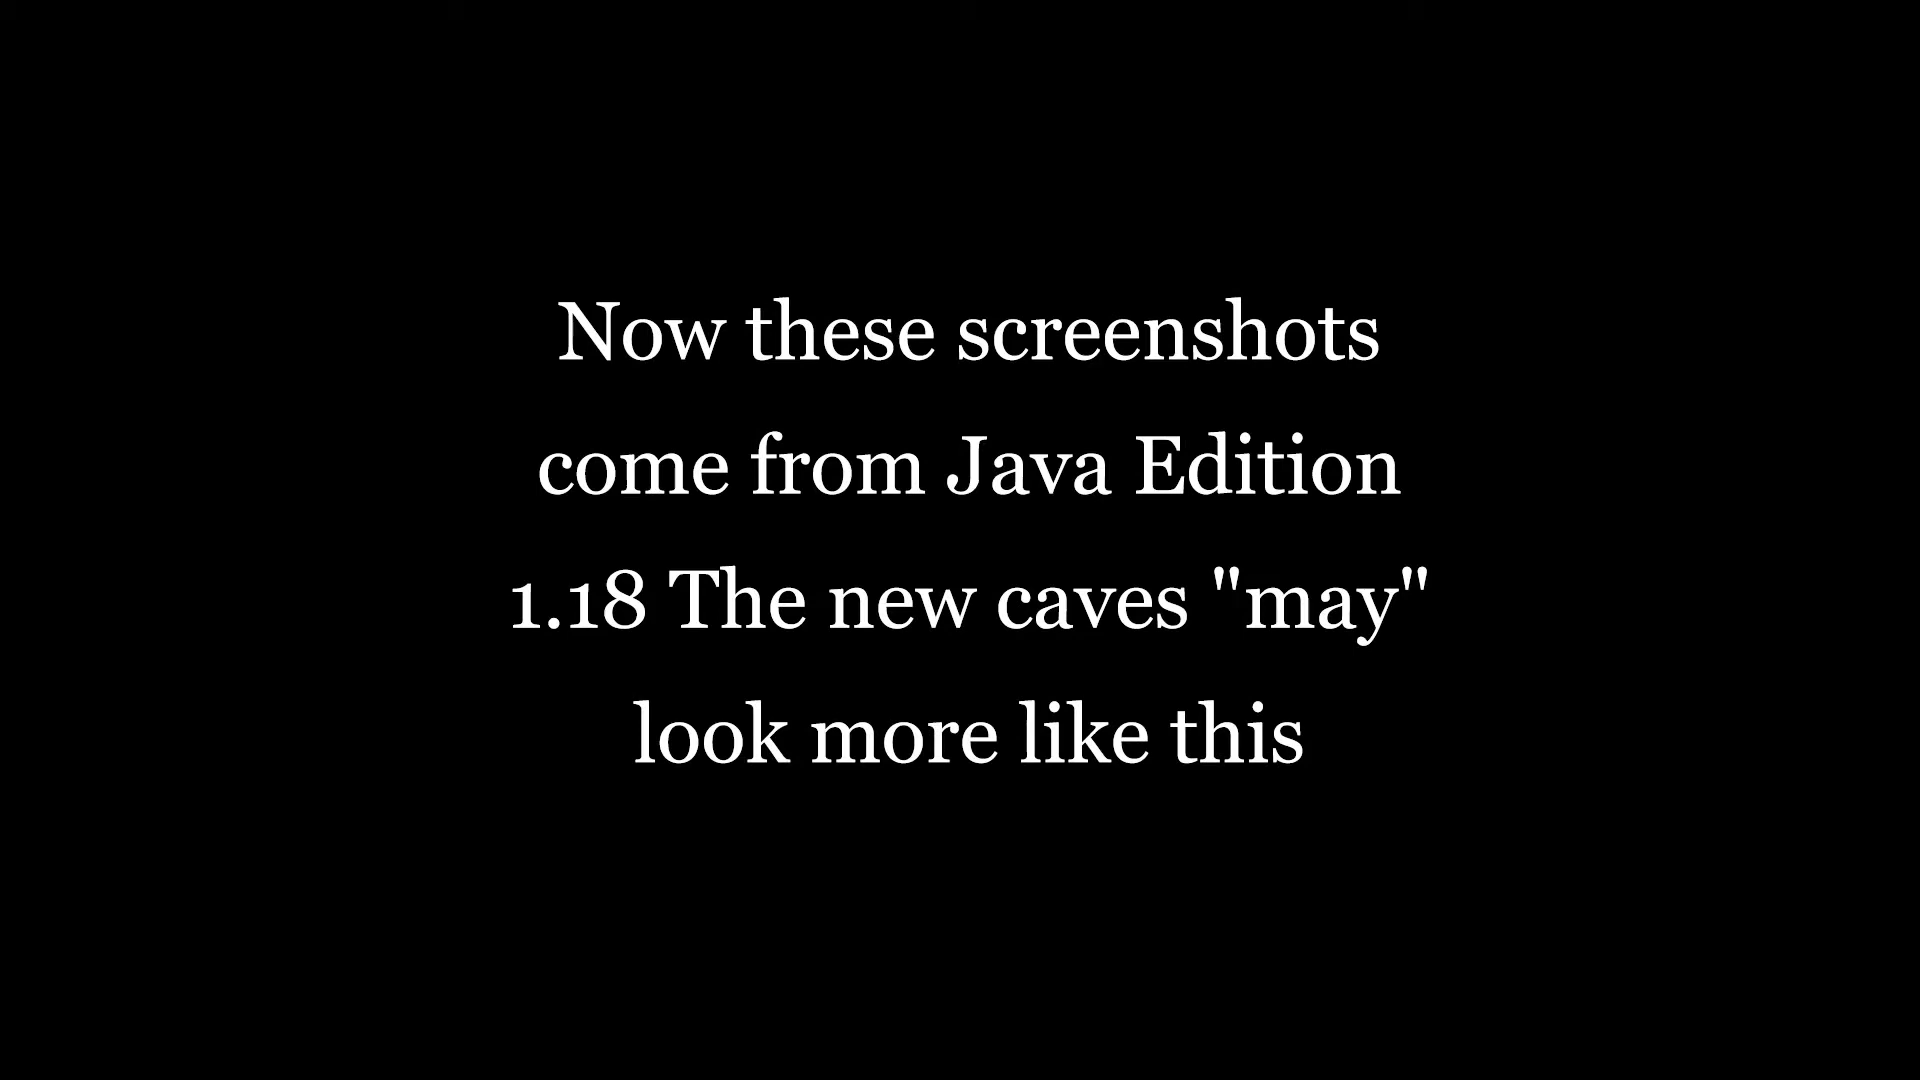 Now these screenshots
come from Java Edition
1.18 The new caves "may"
look more like this